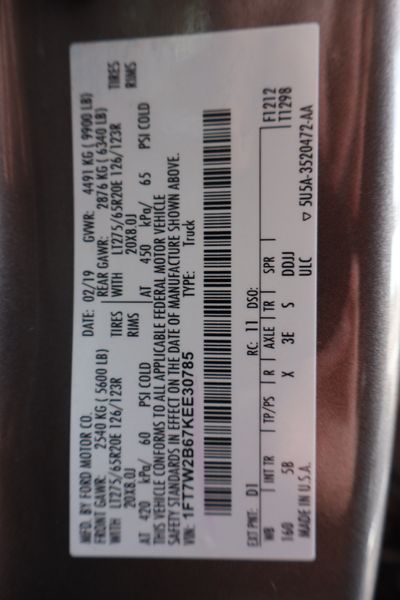 MFD. BY FORD MOTOR CO.
DATE: 02/19 GVWR: 4491 KG ( 9900 LB)
FRONT GAWR: 2540 KG ( 5600 LB) REAR GAWR: 2876 KG ( 6340 LB)
WITH LT275/65R20E 126/123R TIRES WITH LT275/65R20E 126/123R TIRES
20X8.0J RIMS 20X8.0J RIMS
AT 420 kPa/ 60 PSI COLD AT 450 kPa/ 65 PSI COLD
THIS VEHICLE CONFORMS TO ALL APPLICABLE FEDERAL MOTOR VEHICLE
SAFETY STANDARDS IN EFFECT ON THE DATE OF MANUFACTURE SHOWN ABOVE.
VIN: 1FT7W2B67KEE30785 TYPE: Truck
EXT PNT: D1 RC: 11 DSO: F1212
WB INT TR TP/PS R AXLE TR SPR T1298
160 5B X 3E S DDJJ
MADE IN U.S.A. ULC
▽ 5U5A-3520472-AA